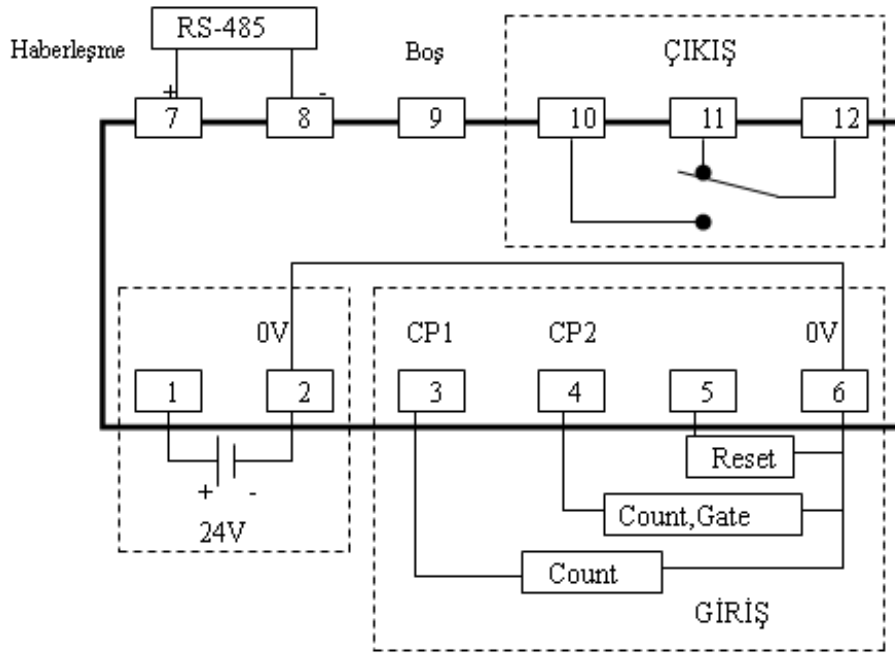 RS-485
Haberleşme
Boş
ÇIKIŞ
+
-
7
8
9
10
11
12
0V
CP1
CP2
0V
1
2
3
4
5
6
Reset
+
-
Count,Gate
24V
Count
GİRİŞ